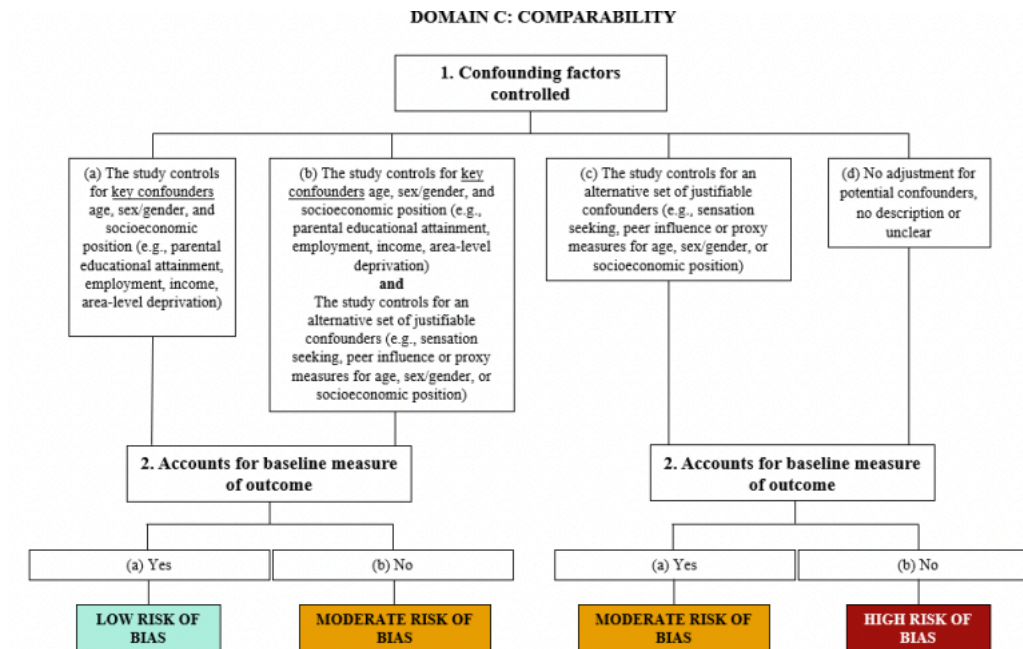 DOMAIN C: COMPARABILITY
1. Confounding factors
controlled
(a) The study controls
for key confounders
age, sex/gender, and
socioeconomic
position (e.g., parental
educational attainment,
employment, income,
area-level deprivation)
(b) The study controls for key
confounders age, sex/gender, and
socioeconomic position (e.g.,
parental educational attainment,
employment, income, area-level
deprivation)
and
The study controls for an
alternative set of justifiable
confounders (e.g., sensation
seeking, peer influence or proxy
measures for age, sex/gender, or
socioeconomic position)
(c) The study controls for an
alternative set of justifiable
confounders (e.g., sensation
seeking, peer influence or proxy
measures for age, sex/gender, or
socioeconomic position)
(d) No adjustment for
potential confounders,
no description or
unclear
2. Accounts for baseline measure
of outcome
2. Accounts for baseline measure
of outcome
(a) Yes
(b) No
(a) Yes
(b) No
LOW RISK OF
BIAS
MODERATE RISK OF
BIAS
MODERATE RISK OF
BIAS
HIGH RISK OF
BIAS